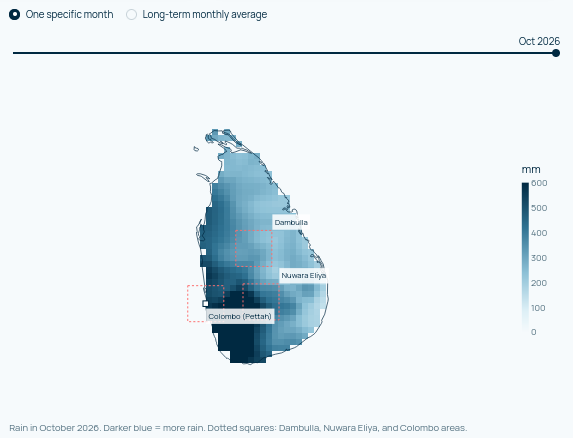 One specific month
Long-term monthly average
Oct 2026
mm
600
500
400
300
200
100
0
Dambulla
Nuwara Eliya
Colombo (Pettah)
Rain in October 2026. Darker blue = more rain. Dotted squares: Dambulla, Nuwara Eliya, and Colombo areas.